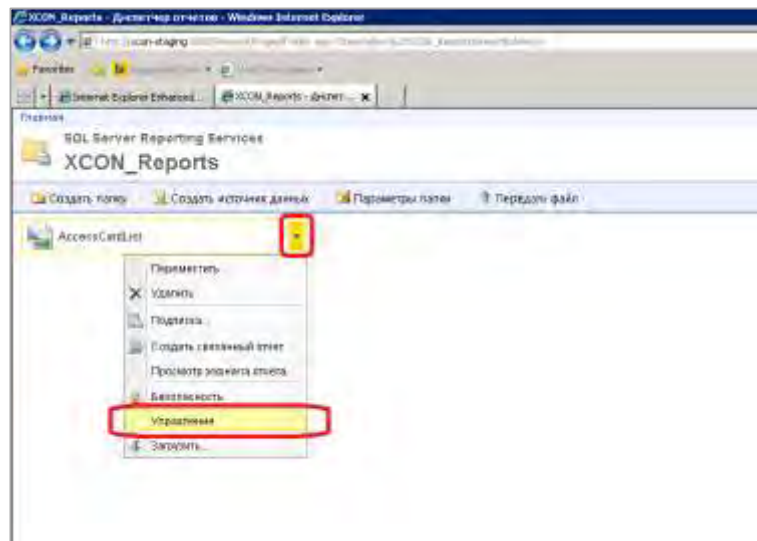 XCON_Reports - Диспетчер отчетов - Windows Internet Explorer
Favorites
Internet Explorer Enhanced... XCON_Reports - Диспет...
Главная
SQL Server Reporting Services
XCON_Reports
Создать папку Создать источник данных Параметры папки Передать файл
AccessCardList
Переместить
Удалить
Подписка...
Создать связанный отчет
Просмотр журнала отчета
Безопасность
Управление
Загрузить...